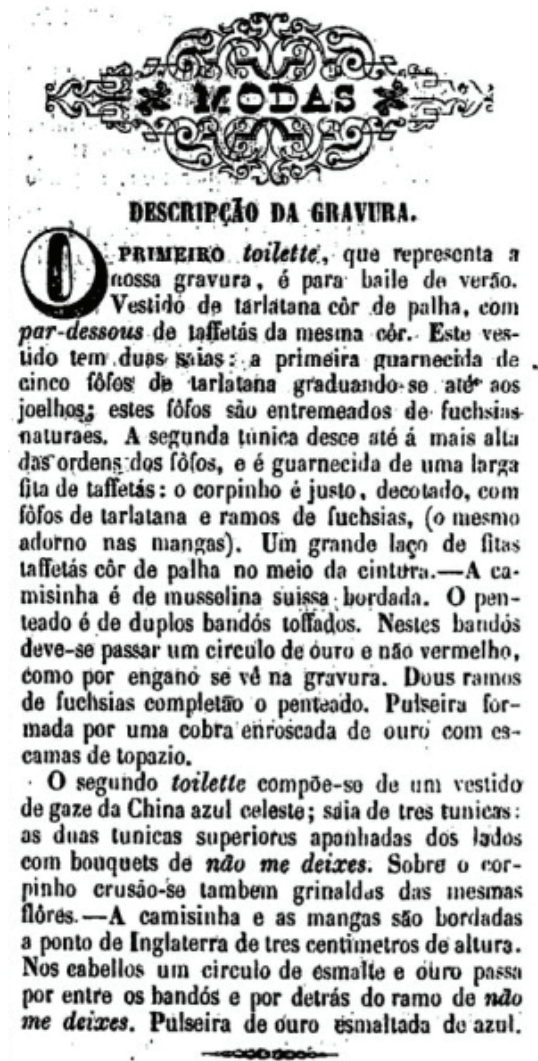 MODAS
DESCRIPÇÃO DA GRAVURA.
O PRIMEIRO toilette, que representa a
nossa gravura, é para baile de verão.
Vestido de tarlatana côr de palha, com
par-dessous de taffetás da mesma côr. Este ves-
tido tem duas saias: a primeira guarnecida de
cinco fôfos de tarlatana graduando-se até aos
joelhos; estes fôfos são entremeados de fuchsias
naturaes. A segunda tunica desce até á mais alta
das ordens dos fôfos, e é guarnecida de uma larga
fita de taffetás: o corpinho é justo, decotado, com
fôfos de tarlatana e ramos de fuchsias, (o mesmo
adorno nas mangas). Um grande laço de fitas
taffetás côr de palha no meio da cintura.—A ca-
misinha é de musselina suissa bordada. O pen-
teado é de duplos bandós toffados. Nestes bandós
deve-se passar um circulo de ouro e não vermelho,
como por engano se vê na gravura. Dous ramos
de fuchsias completão o penteado. Pulseira for-
mada por uma cobra enroscada de ouro com es-
camas de topazio.
O segundo toilette compõe-se de um vestido
de gaze da China azul celeste; saia de tres tunicas:
as duas tunicas superiores apanhadas dos lados
com bouquets de não me deixes. Sobre o cor-
pinho crusão-se tambem grinaldas das mesmas
flôres.—A camisinha e as mangas são bordadas
a ponto de Inglaterra de tres centimetros de altura.
Nos cabellos um circulo de esmalte e ouro passa
por entre os bandós e por detrás do ramo de não
me deixes. Pulseira de ouro esmaltada de azul.